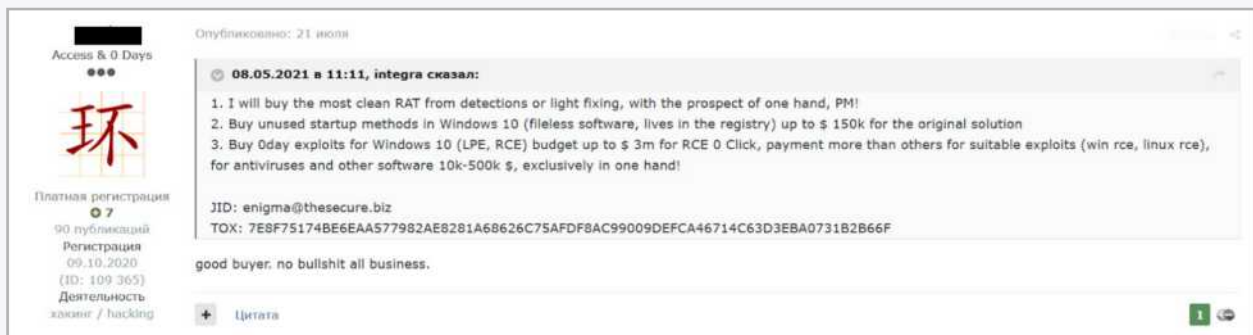 Access & 0 Days
环
Платная регистрация
7
90 публикаций
Регистрация
09.10.2020
(ID: 109 365)
Деятельность
хакинг / hacking
Опубликовано: 21 июля
08.05.2021 в 11:11, integra сказал:
1. I will buy the most clean RAT from detections or light fixing, with the prospect of one hand, PM!
2. Buy unused startup methods in Windows 10 (fileless software, lives in the registry) up to $ 150k for the original solution
3. Buy 0day exploits for Windows 10 (LPE, RCE) budget up to $ 3m for RCE 0 Click, payment more than others for suitable exploits (win rce, linux rce),
for antiviruses and other software 10k-500k $, exclusively in one hand!
JID: enigma@thesecure.biz
TOX: 7E8F75174BE6EAA577982AE8281A68626C75AFDF8AC99009DEFCA46714C63D3EBA0731B2B66F
good buyer. no bullshit all business.
+ Цитата
1